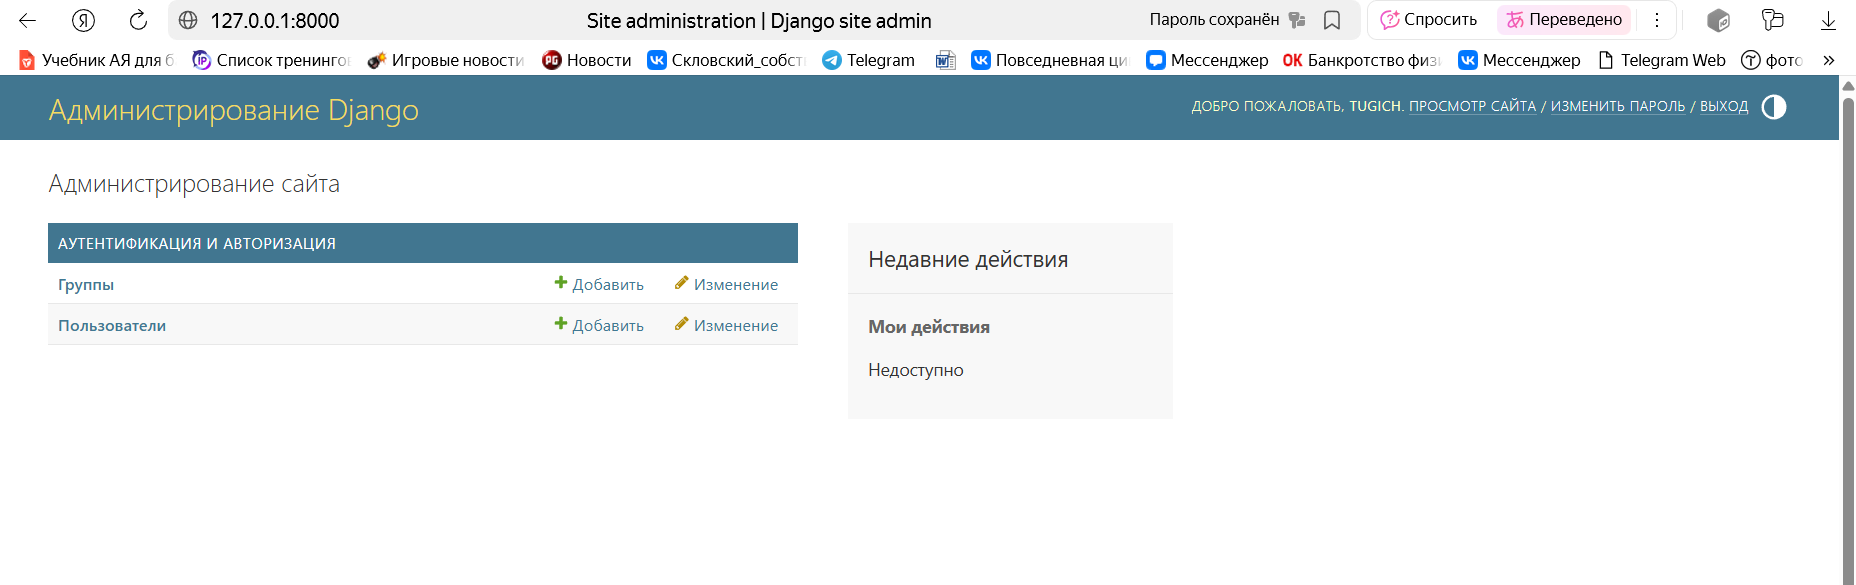 127.0.0.1:8000 Site administration | Django site admin Пароль сохранён Спросить Переведено
Учебник АЯ для б Список тренинго Игровые новости Новости Скловский_собст Telegram Повседневная ци Мессенджер Банкротство физи Мессенджер Telegram Web фото
Администрирование Django
ДОБРО ПОЖАЛОВАТЬ, TUGICH. ПРОСМОТР САЙТА / ИЗМЕНИТЬ ПАРОЛЬ / ВЫХОД
Администрирование сайта
АУТЕНТИФИКАЦИЯ И АВТОРИЗАЦИЯ
Группы Добавить Изменение
Пользователи Добавить Изменение
Недавние действия
Мои действия
Недоступно